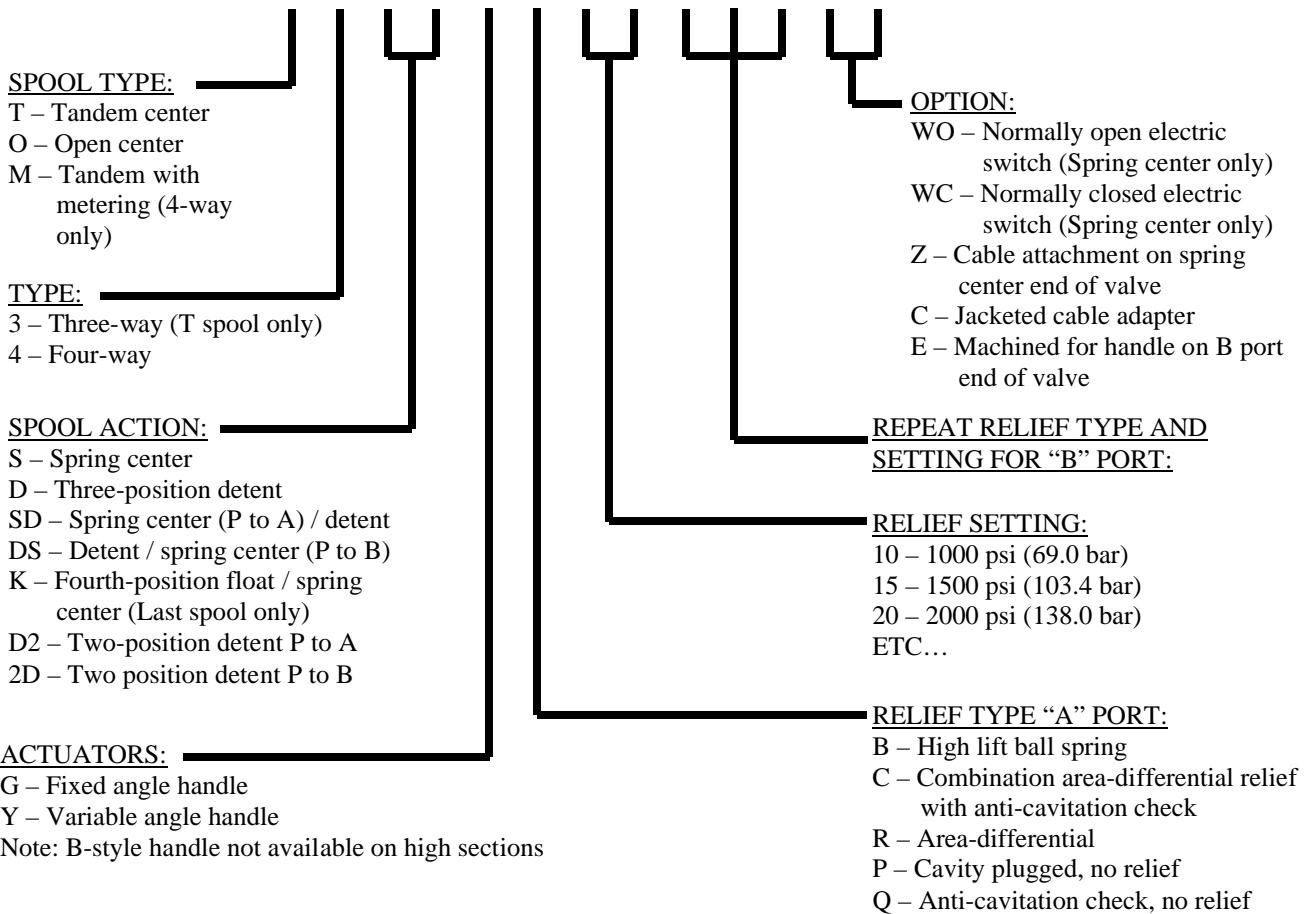 SPOOL TYPE:
T – Tandem center
O – Open center
M – Tandem with
metering (4-way
only)
TYPE:
3 – Three-way (T spool only)
4 – Four-way
SPOOL ACTION:
S – Spring center
D – Three-position detent
SD – Spring center (P to A) / detent
DS – Detent / spring center (P to B)
K – Fourth-position float / spring
center (Last spool only)
D2 – Two-position detent P to A
2D – Two position detent P to B
ACTUATORS:
G – Fixed angle handle
Y – Variable angle handle
Note: B-style handle not available on high sections
OPTION:
WO – Normally open electric
switch (Spring center only)
WC – Normally closed electric
switch (Spring center only)
Z – Cable attachment on spring
center end of valve
C – Jacketed cable adapter
E – Machined for handle on B port
end of valve
REPEAT RELIEF TYPE AND
SETTING FOR “B” PORT:
RELIEF SETTING:
10 – 1000 psi (69.0 bar)
15 – 1500 psi (103.4 bar)
20 – 2000 psi (138.0 bar)
ETC…
RELIEF TYPE “A” PORT:
B – High lift ball spring
C – Combination area-differential relief
with anti-cavitation check
R – Area-differential
P – Cavity plugged, no relief
Q – Anti-cavitation check, no relief